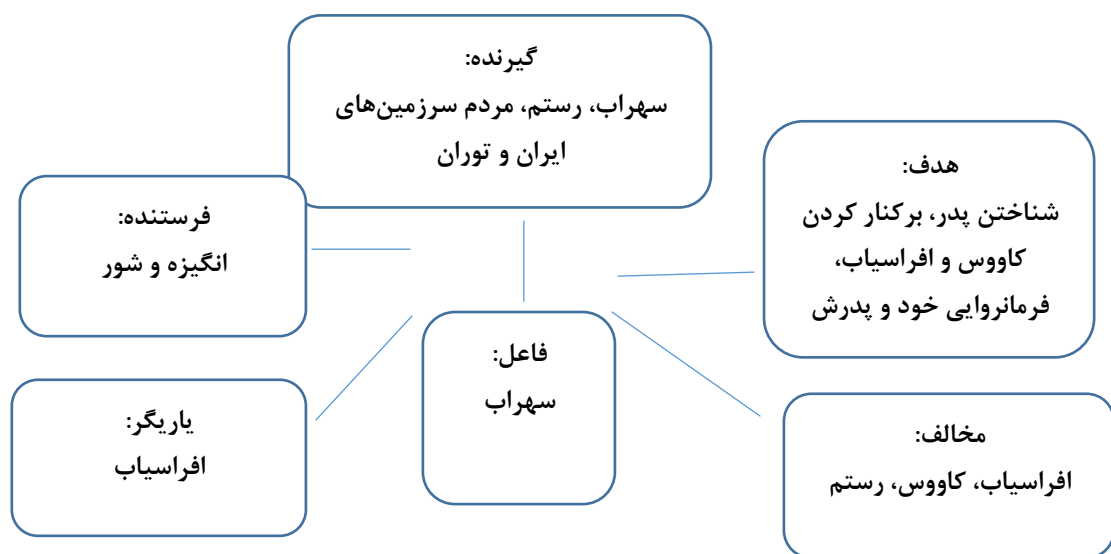 گیرنده:
سهراب، رستم، مردم سرزمین‌های
ایران و توران
هدف:
شناختن پدر، برکنار کردن
کاووس و افراسیاب،
فرمانروایی خود و پدرش
فرستنده:
انگیزه و شور
فاعل:
سهراب
یاریگر:
افراسیاب
مخالف:
افراسیاب، کاووس، رستم